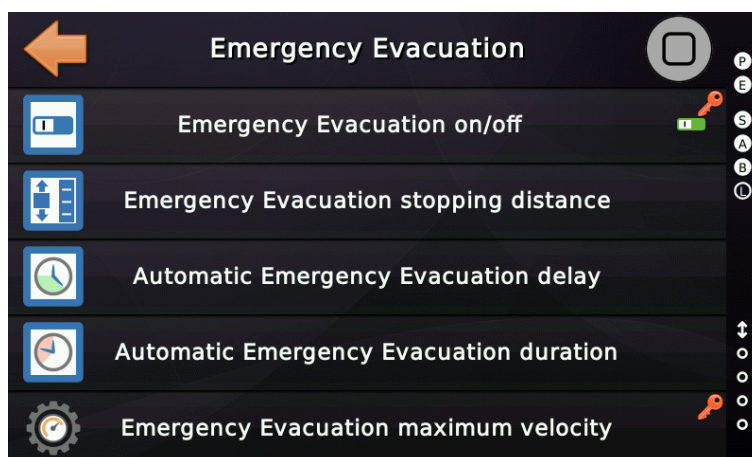 Emergency Evacuation
P
E
Emergency Evacuation on/off
S
A
B
L
Emergency Evacuation stopping distance
Automatic Emergency Evacuation delay
Automatic Emergency Evacuation duration
Emergency Evacuation maximum velocity